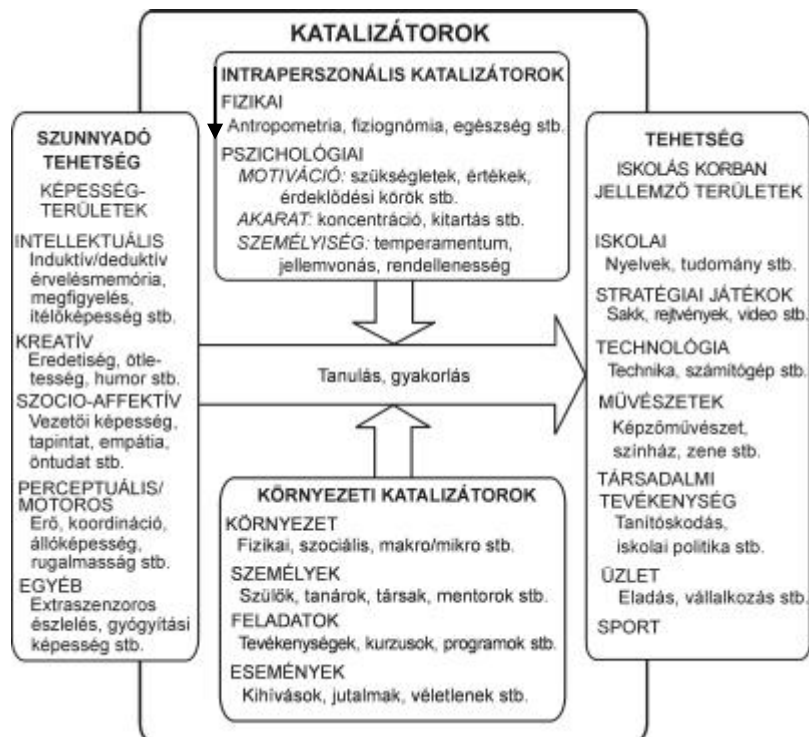 KATALIZÁTOROK
INTRAPERSZONÁLIS KATALIZÁTOROK
FIZIKAI
Antropometria, fiziognómia, egészség stb.
PSZICHOLÓGIAI
MOTIVÁCIÓ: szükségletek, értékek,
érdeklődési körök stb.
AKARAT: koncentráció, kitartás stb.
SZEMÉLYISÉG: temperamentum,
jellemvonás, rendellenesség
SZUNNYADÓ
TEHETSÉG
KÉPESSÉG-
TERÜLETEK
INTELLEKTUÁLIS
Induktív/deduktív
érvelésmemória,
megfigyelés,
itélőképesség stb.
KREATÍV
Eredetiség, ötle-
tesség, humor stb.
SZOCIO-AFFEKTÍV
Vezetői képesség,
tapintat, empátia,
öntudat stb.
PERCEPTUÁLIS/
MOTOROS
Erő, koordináció,
állóképesség,
rugalmasság stb.
EGYÉB
Extraszenzoros
észlelés, gyógyítási
képesség stb.
Tanulás, gyakorlás
KÖRNYEZETI KATALIZÁTOROK
KÖRNYEZET
Fizikai, szociális, makro/mikro stb.
SZEMÉLYEK
Szülők, tanárok, társak, mentorok stb.
FELADATOK
Tevékenységek, kurzusok, programok stb.
ESEMÉNYEK
Kihívások, jutalmak, véletlenek stb.
TEHETSÉG
ISKOLÁS KORBAN
JELLEMZŐ TERÜLETEK
ISKOLAI
Nyelvek, tudomány stb.
STRATÉGIAI JÁTÉKOK
Sakk, rejtvények, video stb.
TECHNOLÓGIA
Technika, számítógép stb.
MŰVÉSZETEK
Képzőművészet,
színház, zene stb.
TÁRSADALMI
TEVÉKENYSÉG
Tanítóskodás,
iskolai politika stb.
ÜZLET
Eladás, vállalkozás stb.
SPORT